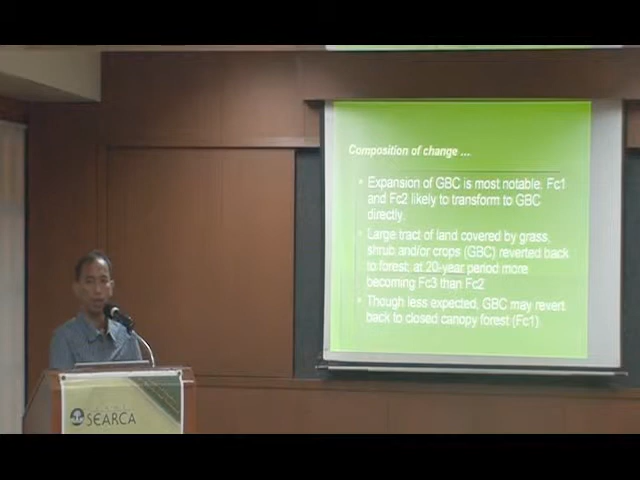 Composition of change ...
• Expansion of GBC is most notable. Fc1
and Fc2 likely to transform to GBC
directly.
• Large tract of land covered by grass,
shrub and/or crops (GBC) reverted back
to forest; at 20-year period more
becoming Fc3 than Fc2
• Though less expected, GBC may revert
back to closed canopy forest (Fc1).
SEARCA